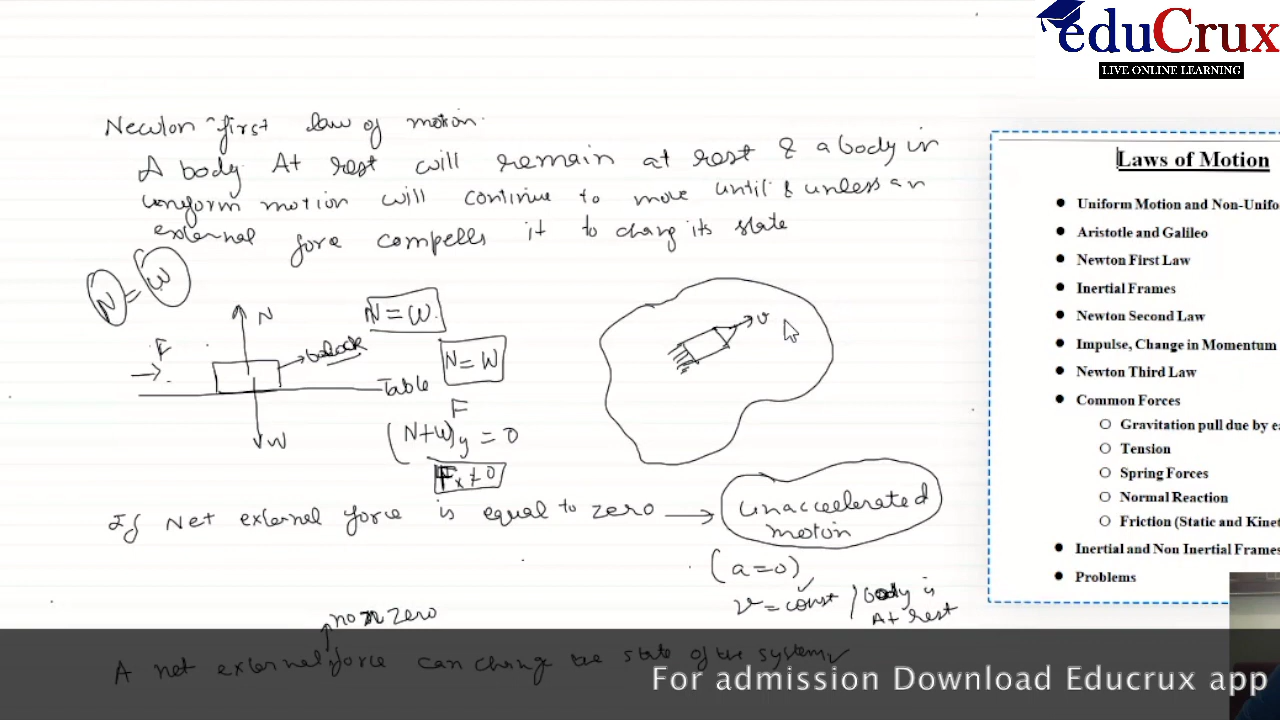 eduCrux
LIVE ONLINE LEARNING
Newton first law of motion.
A body At rest will remain at rest & a body in
uniform motion will continue to move until & unless an
external force compells it to chang its state
N = W
F
N
block
Table
W
N = W.
N = W
F
(N+W)y = 0
Fx ≠ 0
v
If Net external force is equal to zero → Unaccelerated
motion
(a=0)
v = const / body is
At rest
non zero
A net external force can change the state of the system
Laws of Motion
Uniform Motion and Non-Unifo
Aristotle and Galileo
Newton First Law
Inertial Frames
Newton Second Law
Impulse, Change in Momentum
Newton Third Law
Common Forces
Gravitation pull due by e
Tension
Spring Forces
Normal Reaction
Friction (Static and Kinet
Inertial and Non Inertial Frames
Problems
For admission Download Educrux app